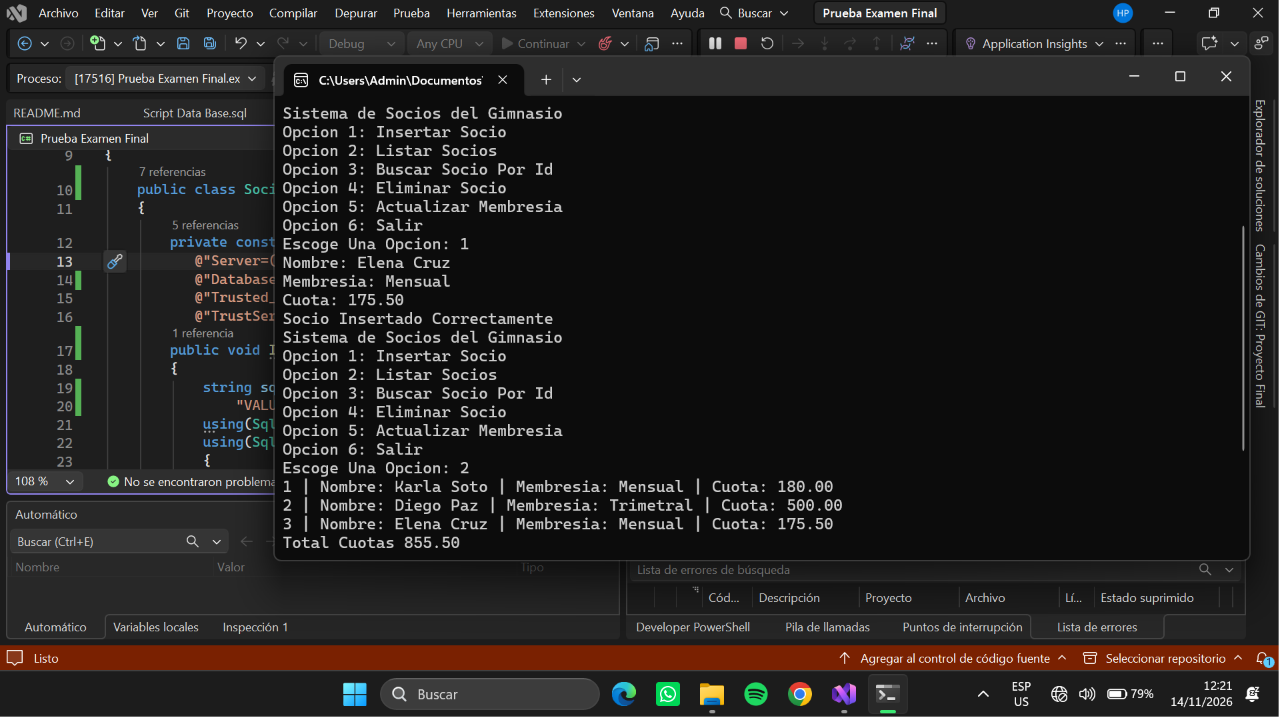 Archivo Editar Ver Git Proyecto Compilar Depurar Prueba Herramientas Extensiones Ventana Ayuda Buscar Prueba Examen Final HP
Debug Any CPU Continuar Application Insights
Proceso: [17516] Prueba Examen Final.ex
C:\Users\Admin\Documentos
README.md Script Data Base.sql
Prueba Examen Final
9 {
7 referencias
10 public class Soci
11 {
5 referencias
12 private const
13 @"Server=(
14 @"Database
15 @"Trusted_
16 @"TrustSer
1 referencia
17 public void I
18 {
19 string sq
20 "VALU
21 using(Sql
22 using(Sql
23 {
108 % No se encontraron problema
Sistema de Socios del Gimnasio
Opcion 1: Insertar Socio
Opcion 2: Listar Socios
Opcion 3: Buscar Socio Por Id
Opcion 4: Eliminar Socio
Opcion 5: Actualizar Membresia
Opcion 6: Salir
Escoge Una Opcion: 1
Nombre: Elena Cruz
Membresia: Mensual
Cuota: 175.50
Socio Insertado Correctamente
Sistema de Socios del Gimnasio
Opcion 1: Insertar Socio
Opcion 2: Listar Socios
Opcion 3: Buscar Socio Por Id
Opcion 4: Eliminar Socio
Opcion 5: Actualizar Membresia
Opcion 6: Salir
Escoge Una Opcion: 2
1 | Nombre: Karla Soto | Membresia: Mensual | Cuota: 180.00
2 | Nombre: Diego Paz | Membresia: Trimetral | Cuota: 500.00
3 | Nombre: Elena Cruz | Membresia: Mensual | Cuota: 175.50
Total Cuotas 855.50
Explorador de soluciones
Cambios de GIT: Proyecto Final
Automático
Buscar (Ctrl+E)
Nombre Valor Tipo
Automático Variables locales Inspección 1
Lista de errores de búsqueda
Cód... Descripción Proyecto Archivo Lí... Estado suprimido
Developer PowerShell Pila de llamadas Puntos de interrupción Lista de errores
Listo Agregar al control de código fuente Seleccionar repositorio 1
Buscar
ESP
US
79%
12:21
14/11/2026